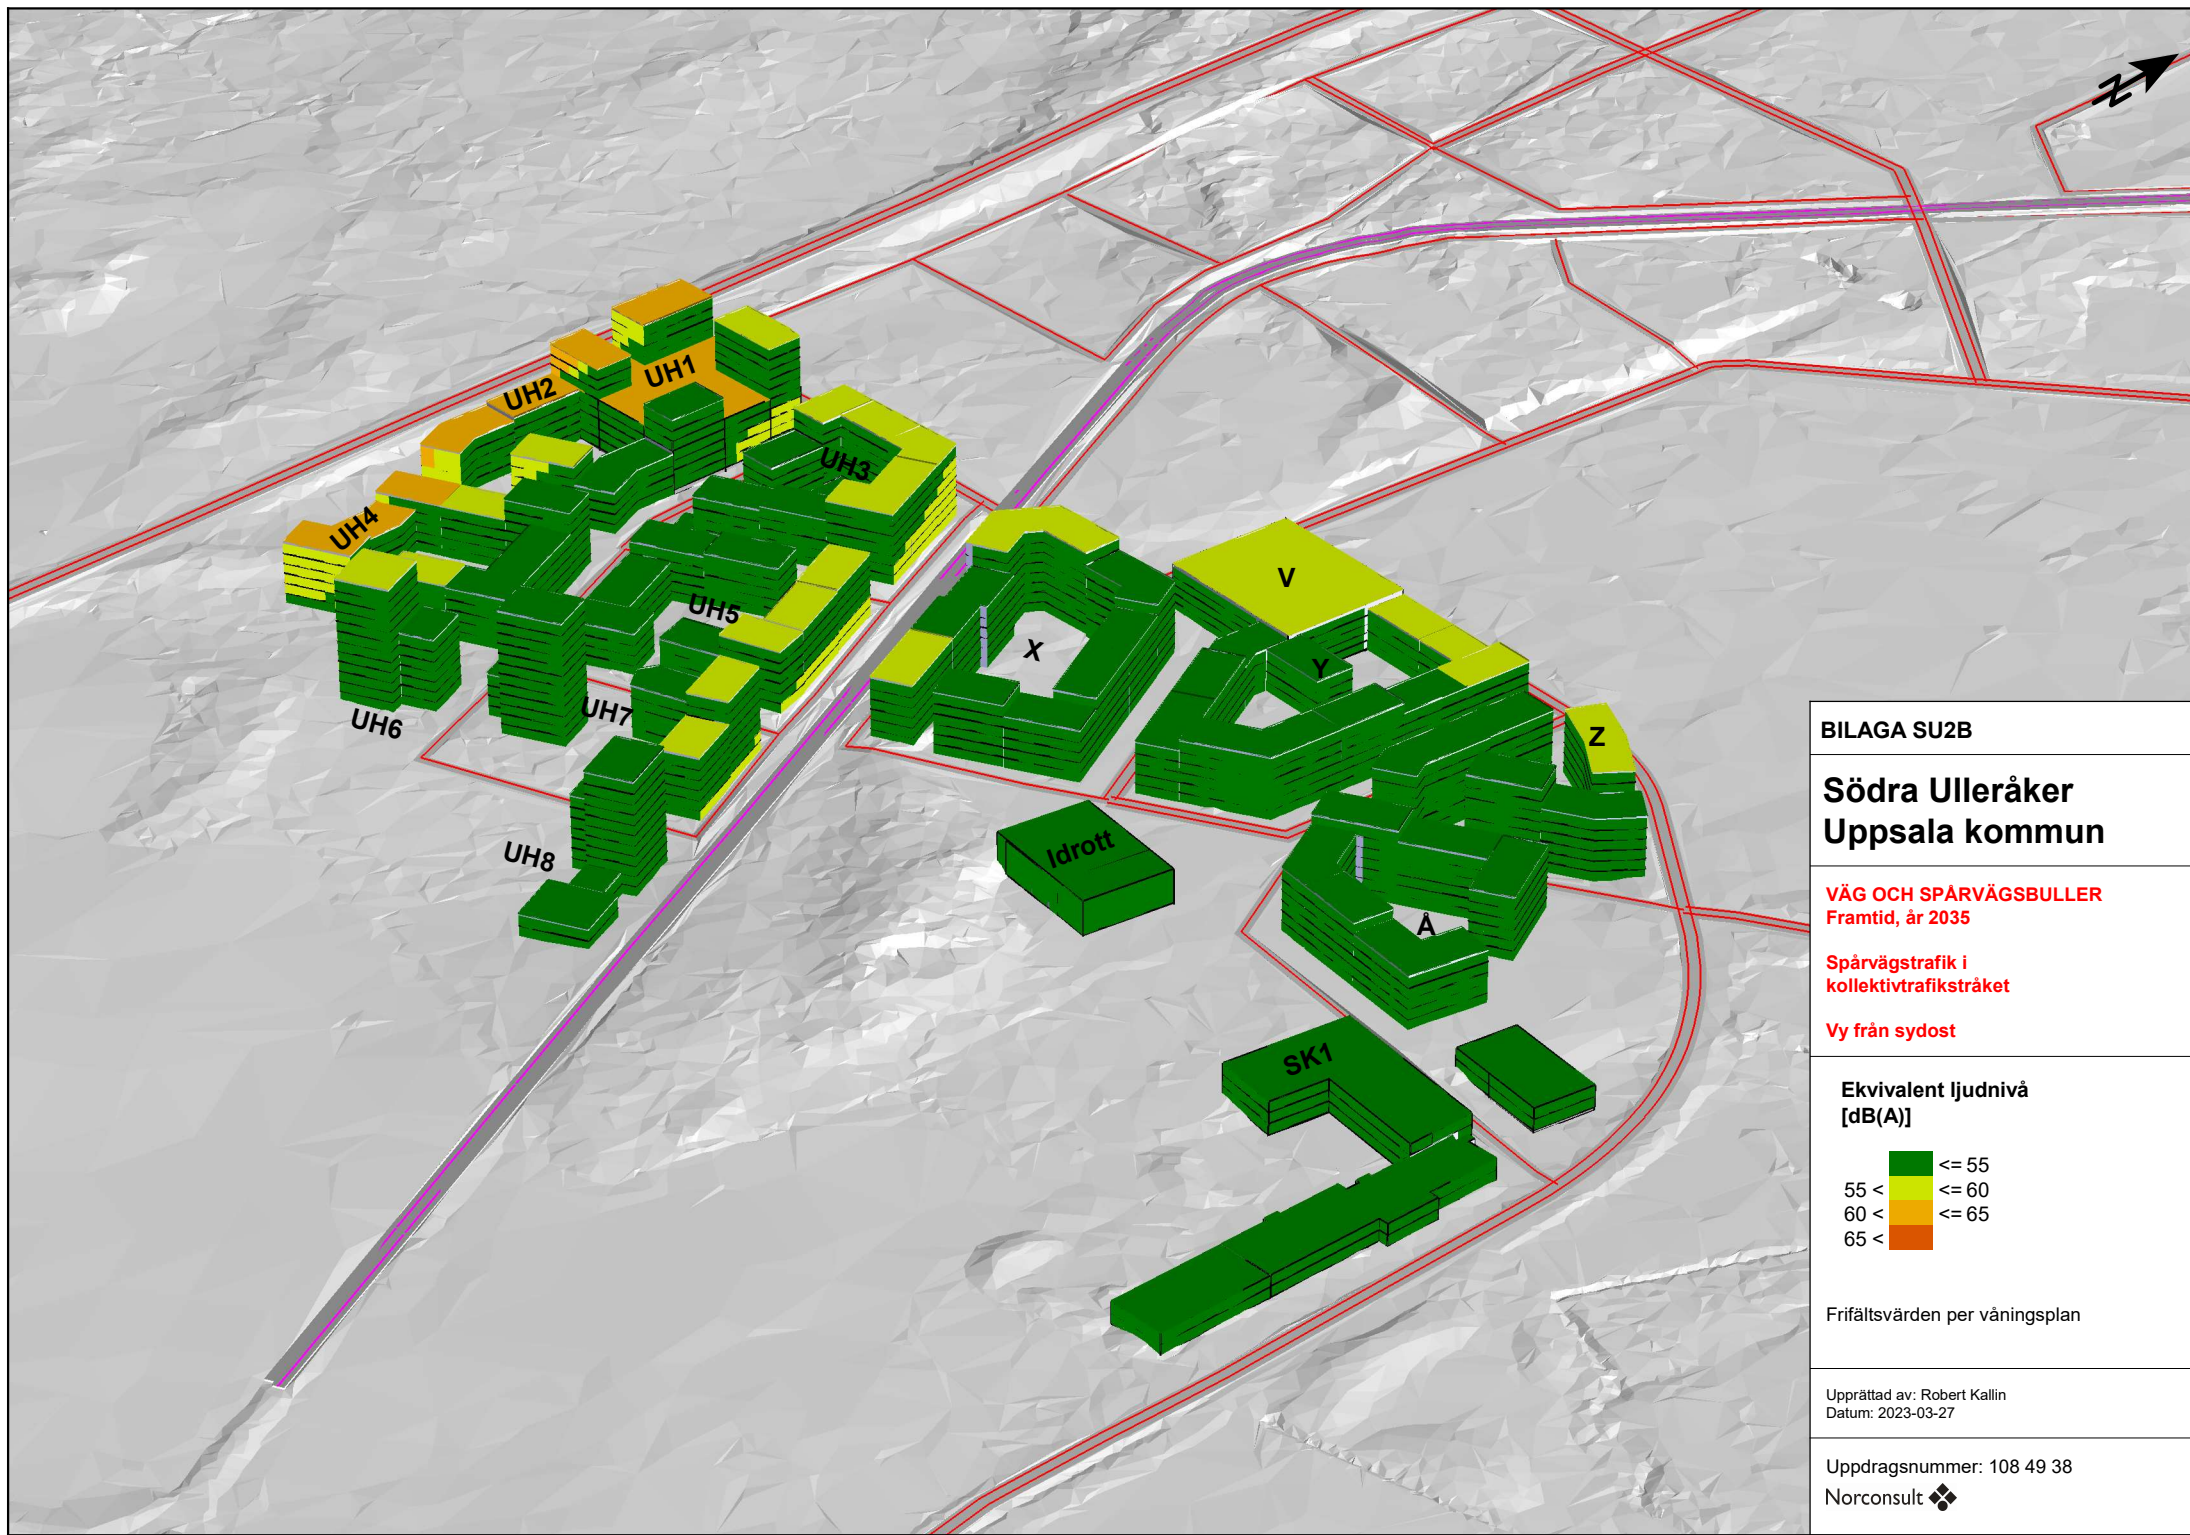 N
UH1
UH2
UH3
UH4
V
UH5
X
Y
UH6
UH7
Z
UH8
Idrott
Å
SK1
BILAGA SU2B
Södra Ulleråker
Uppsala kommun
VÄG OCH SPÅRVÄGSBULLER
Framtid, år 2035
Spårvägstrafik i
kollektivtrafikstråket
Vy från sydost
Ekvivalent ljudnivå
[dB(A)]
<= 55
55 < <= 60
60 < <= 65
65 <
Frifältsvärden per våningsplan
Upprättad av: Robert Kallin
Datum: 2023-03-27
Uppdragsnummer: 108 49 38
Norconsult